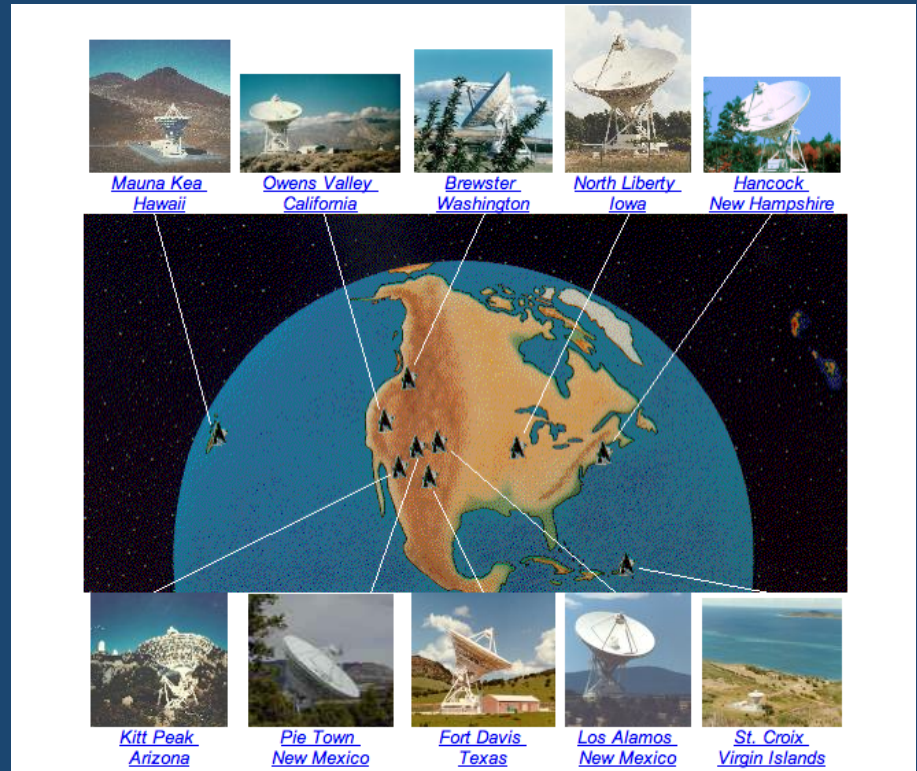 Mauna Kea
Hawaii
Owens Valley
California
Brewster
Washington
North Liberty
Iowa
Hancock
New Hampshire
Kitt Peak
Arizona
Pie Town
New Mexico
Fort Davis
Texas
Los Alamos
New Mexico
St. Croix
Virgin Islands